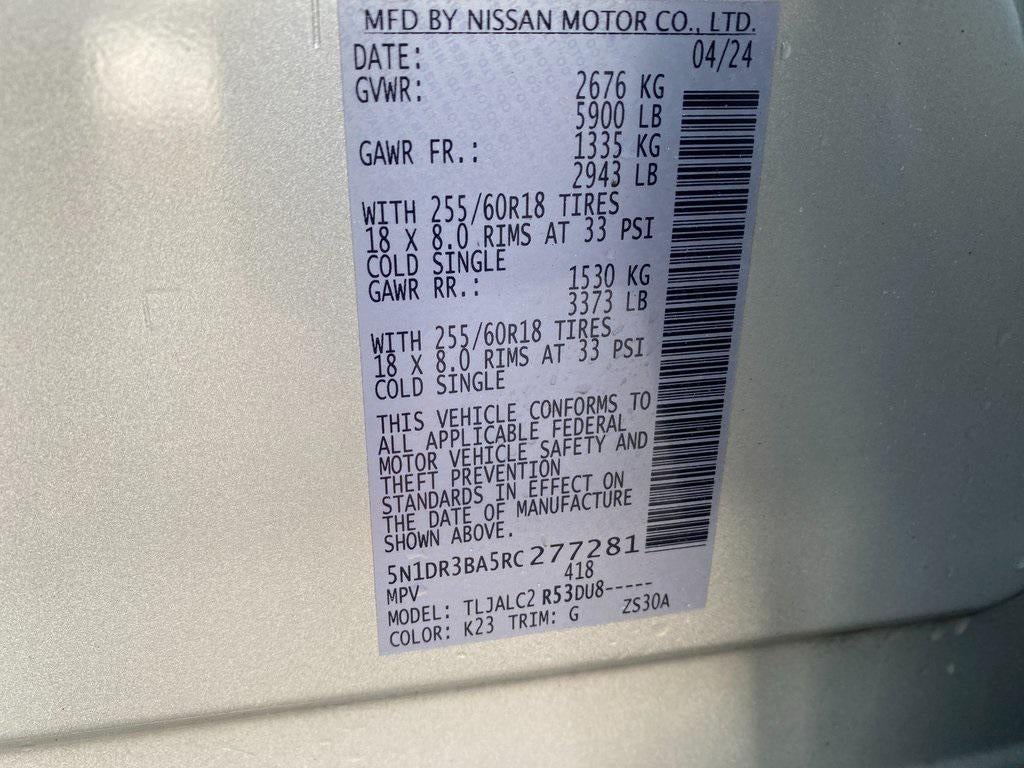 MFD BY NISSAN MOTOR CO., LTD.
DATE: 04/24
GVWR: 2676 KG
5900 LB
GAWR FR.: 1335 KG
2943 LB
WITH 255/60R18 TIRES
18 X 8.0 RIMS AT 33 PSI
COLD SINGLE
GAWR RR.: 1530 KG
3373 LB
WITH 255/60R18 TIRES
18 X 8.0 RIMS AT 33 PSI
COLD SINGLE
THIS VEHICLE CONFORMS TO
ALL APPLICABLE FEDERAL
MOTOR VEHICLE SAFETY AND
THEFT PREVENTION
STANDARDS IN EFFECT ON
THE DATE OF MANUFACTURE
SHOWN ABOVE.
5N1DR3BA5RC277281
MPV 418
MODEL: TLJALC2 R53DU8-----
COLOR: K23 TRIM: G ZS30A